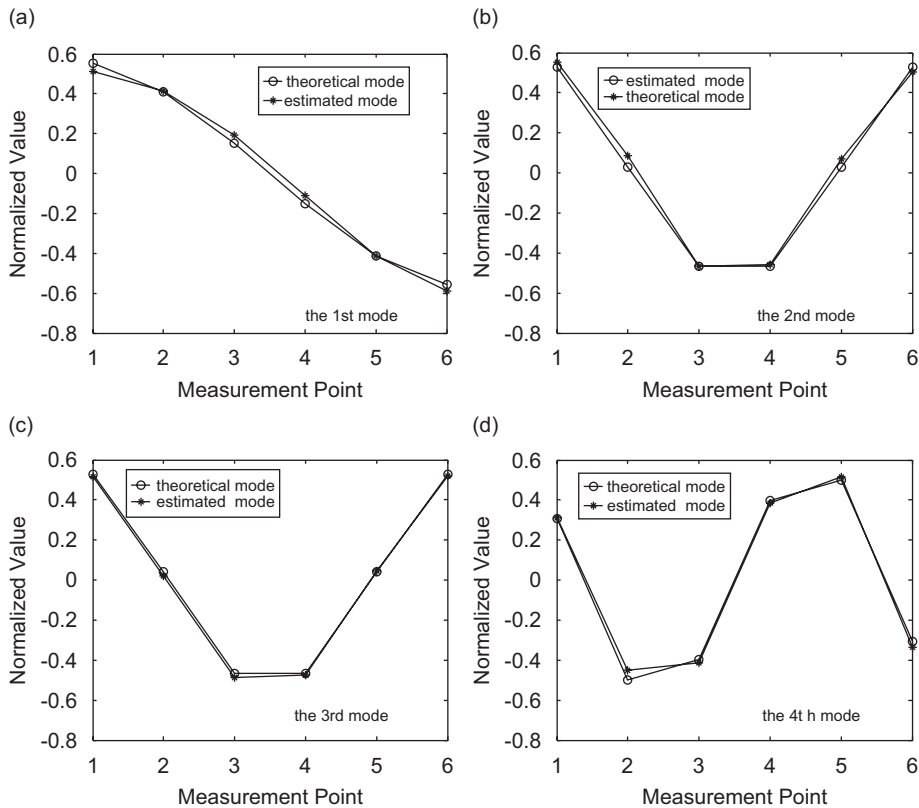 (a)
0.6
0.4
0.2
0
-0.2
-0.4
-0.6
-0.8
Normalized Value
theoretical mode
estimated mode
the 1st mode
1 2 3 4 5 6
Measurement Point
(b)
0.6
0.4
0.2
0
-0.2
-0.4
-0.6
-0.8
Normalized Value
estimated mode
theoretical mode
the 2nd mode
1 2 3 4 5 6
Measurement Point
(c)
0.6
0.4
0.2
0
-0.2
-0.4
-0.6
-0.8
Normalized Value
theoretical mode
estimated mode
the 3rd mode
1 2 3 4 5 6
Measurement Point
(d)
0.6
0.4
0.2
0
-0.2
-0.4
-0.6
-0.8
Normalized Value
theoretical mode
estimated mode
the 4t h mode
1 2 3 4 5 6
Measurement Point